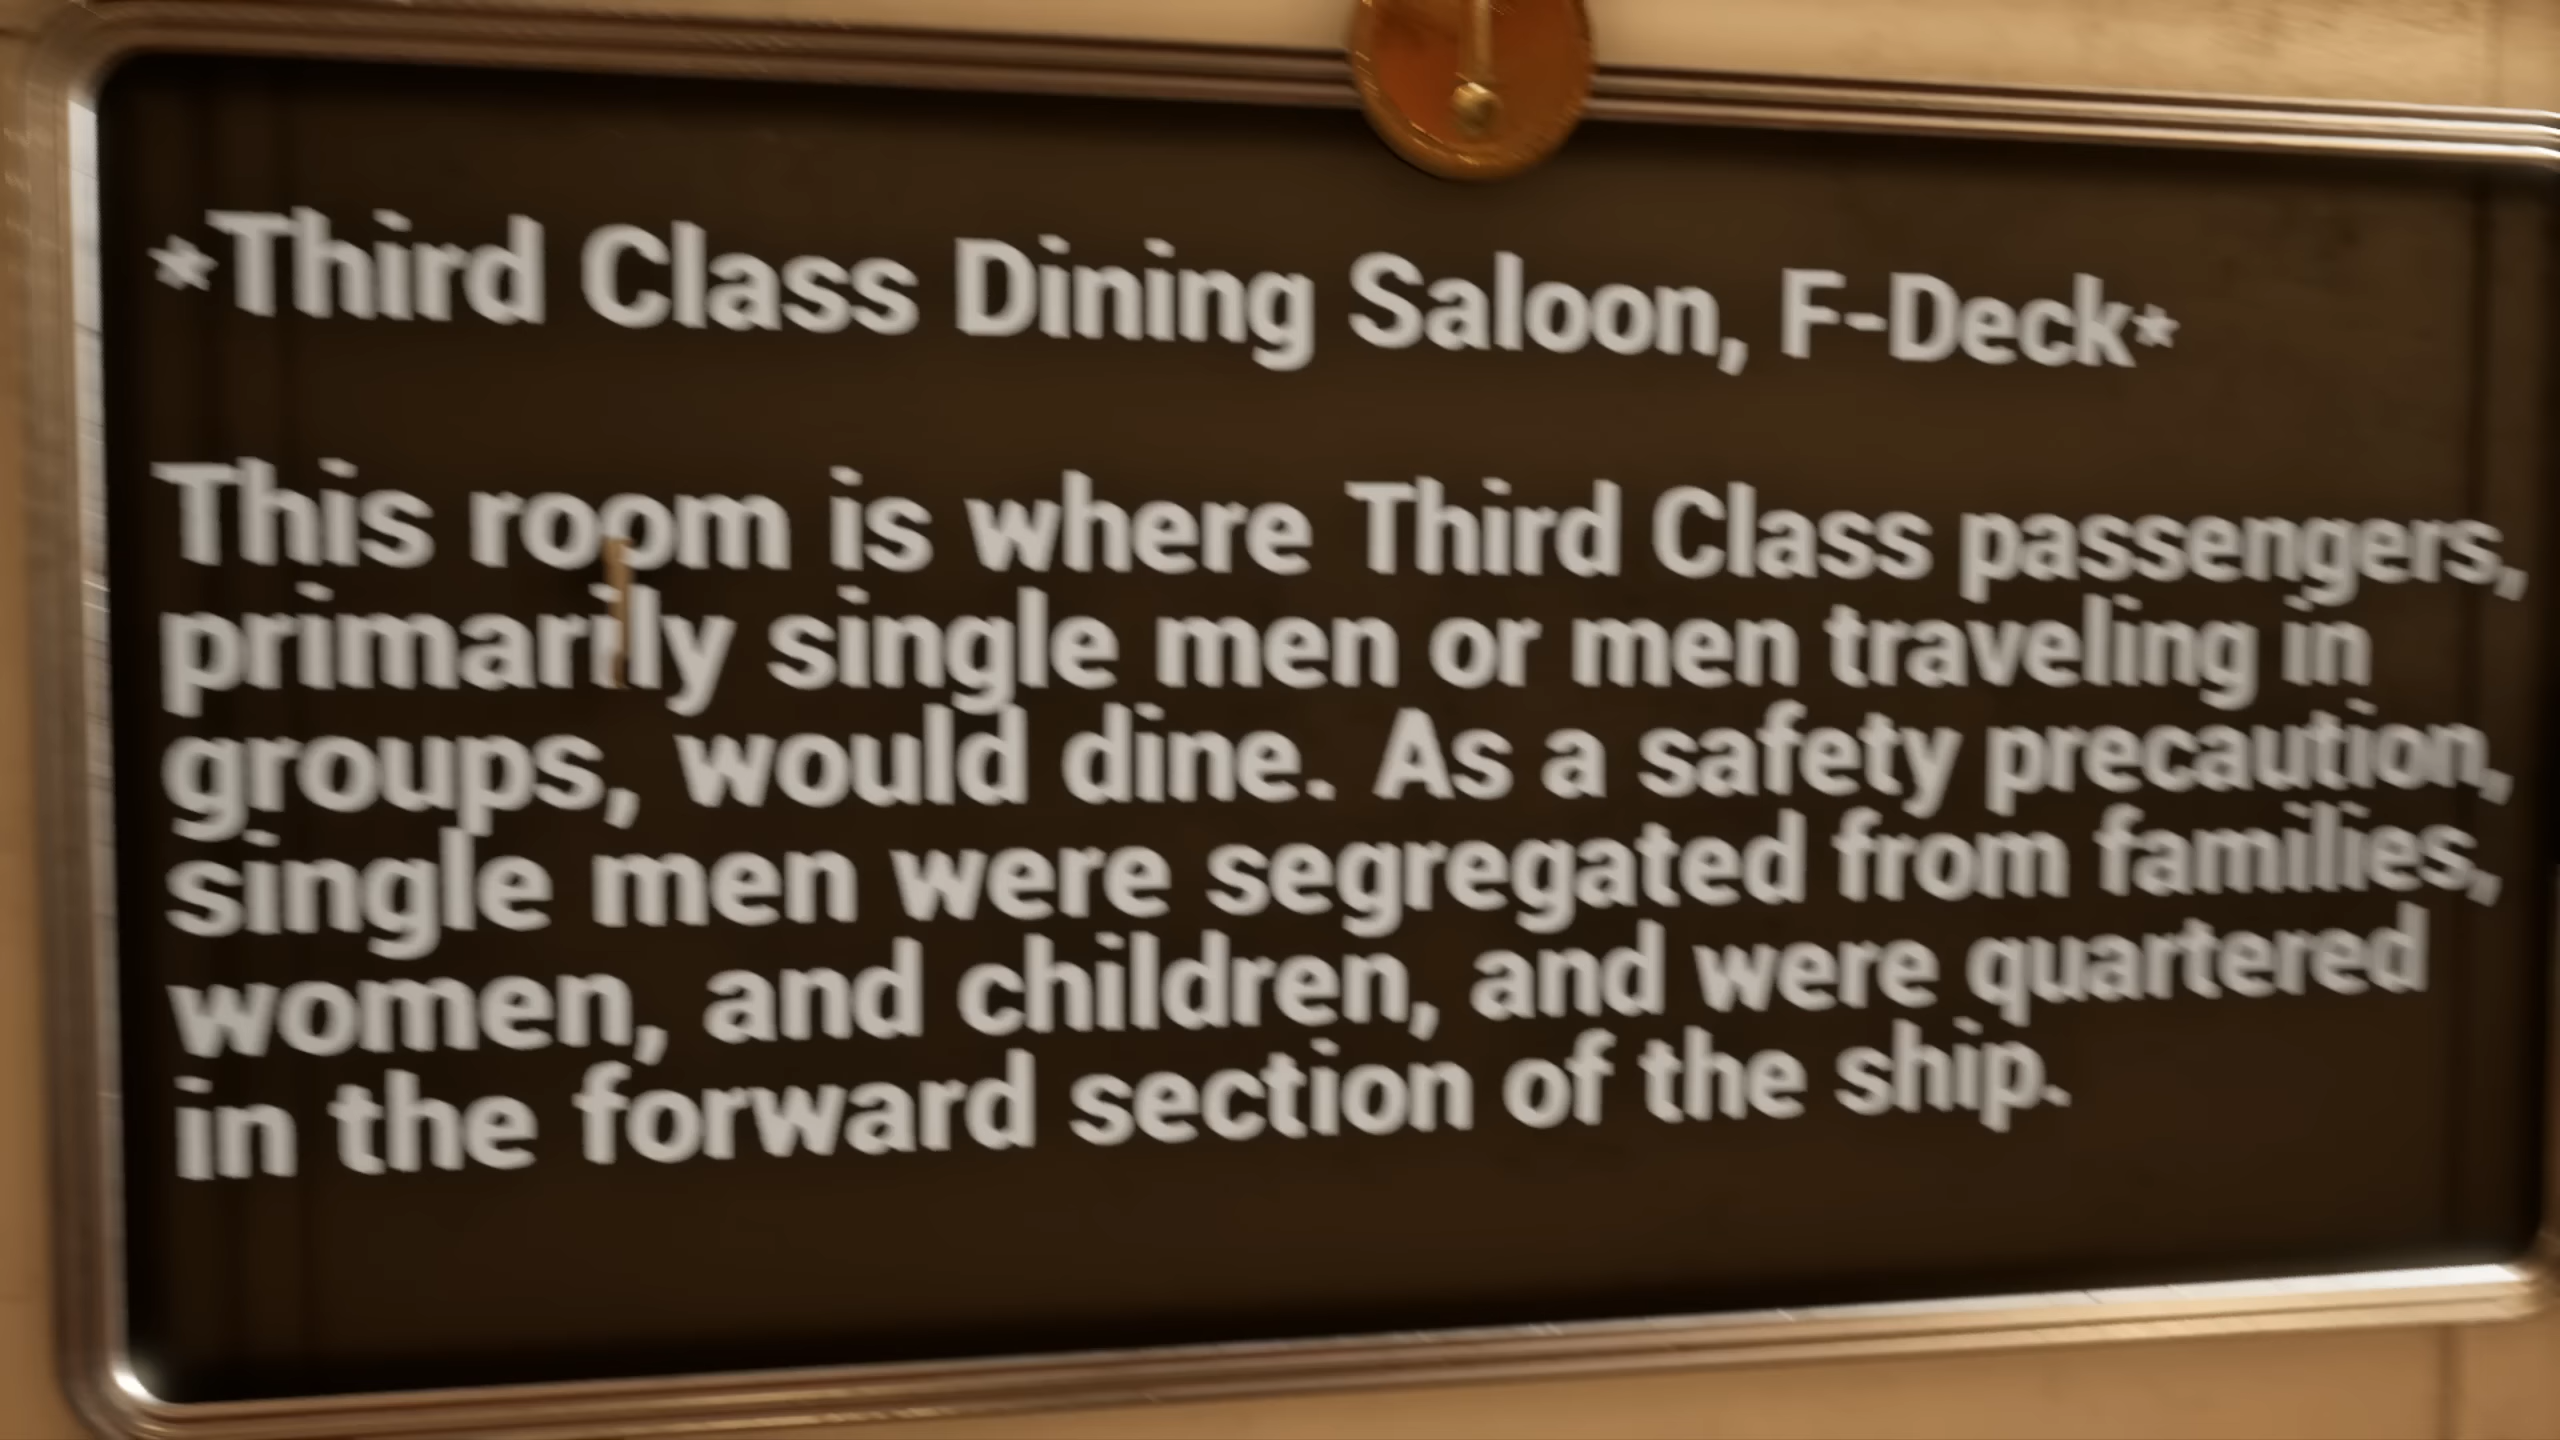 *Third Class Dining Saloon, F-Deck*
This room is where Third Class passengers,
primarily single men or men traveling in
groups, would dine. As a safety precaution,
single men were segregated from families,
women, and children, and were quartered
in the forward section of the ship.